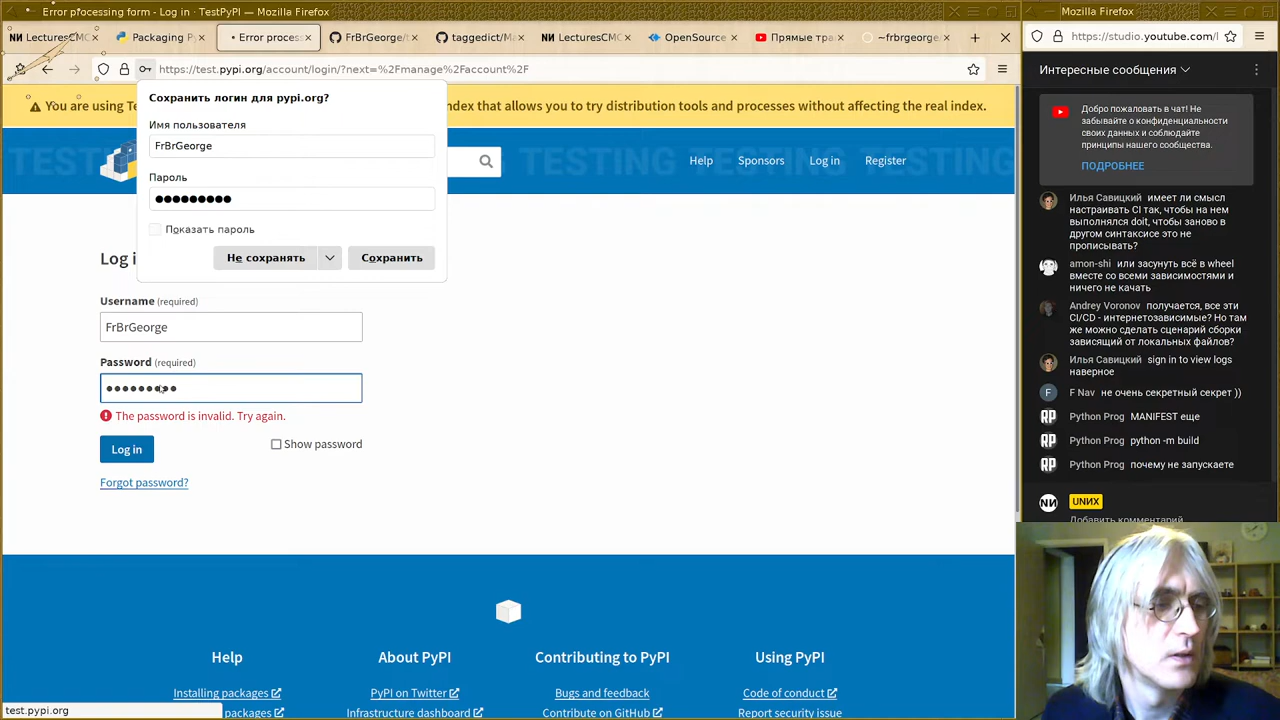 Error processing form - Log in · TestPyPI — Mozilla Firefox
Mozilla Firefox
LecturesCMC
Packaging Py
Error process
FrBrGeorge/t
taggedict/Ma
LecturesCMC
OpenSource
Прямые тра
~frbrgeorge
https://test.pypi.org/account/login/?next=%2Fmanage%2Faccount%2F
https://studio.youtube.com/l
Сохранить логин для pypi.org?
Имя пользователя
FrBrGeorge
Пароль
●●●●●●●●●
Показать пароль
Не сохранять
Сохранить
You are using Te
ndex that allows you to try distribution tools and processes without affecting the real index.
TESTING TESTING TESTING
Help
Sponsors
Log in
Register
Log i
Username (required)
FrBrGeorge
Password (required)
●●●●●●●●●
The password is invalid. Try again.
Log in
Show password
Forgot password?
Help
About PyPI
Contributing to PyPI
Using PyPI
Installing packages
PyPI on Twitter
Bugs and feedback
Code of conduct
packages
Infrastructure dashboard
Contribute on GitHub
Report security issue
test.pypi.org
Интересные сообщения
Добро пожаловать в чат! Не
забывайте о конфиденциальности
своих данных и соблюдайте
принципы нашего сообщества.
ПОДРОБНЕЕ
Илья Савицкий имеет ли смысл
настраивать CI так, чтобы на нем
выполнялся doit, чтобы заново в
другом синтаксисе это не
прописывать?
amon-shi или засунуть всё в wheel
вместе со всеми зависимостями и
ничего не качать
Andrey Voronov получается, все эти
CI/CD - интернетозависимые? Но там
же можно сделать сценарий сборки
зависящий от локальных файлов?
Илья Савицкий sign in to view logs
наверное
F Nav не очень секретный секрет ))
Python Prog MANIFEST еще
Python Prog python -m build
Python Prog почему не запускаете
UNИX
Добавить комментарий